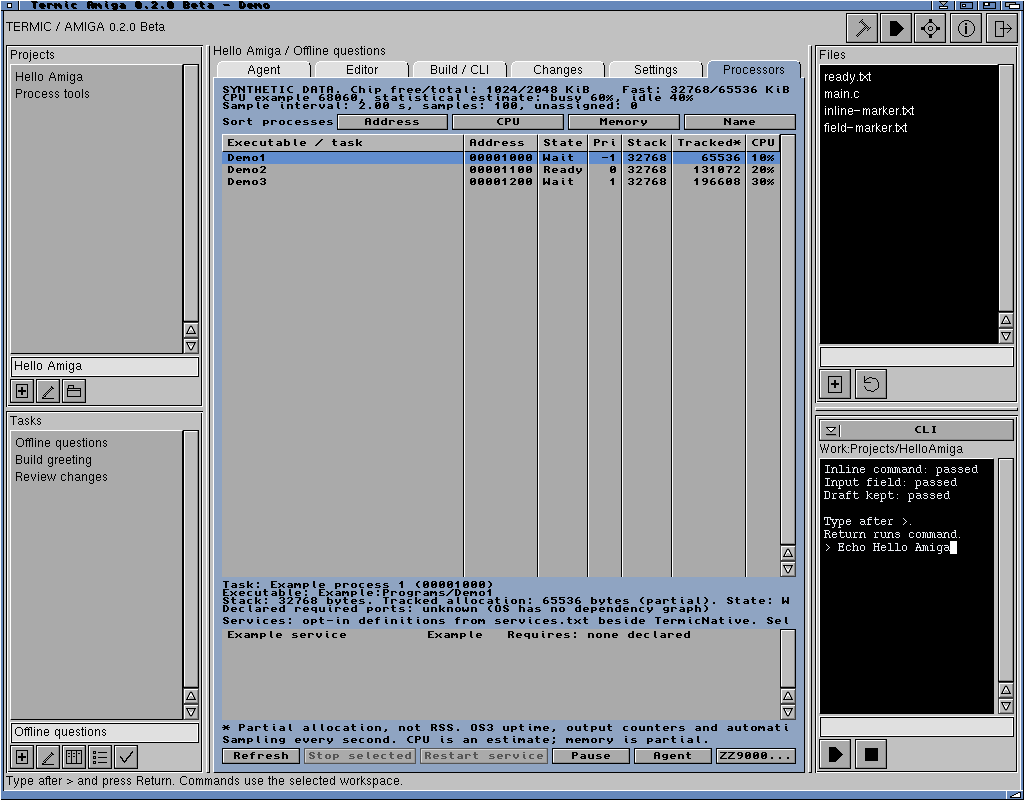 Termic Amiga 0.2.0 Beta - Demo
TERMIC / AMIGA 0.2.0 Beta
Projects
Hello Amiga
Process tools
Hello Amiga
Tasks
Offline questions
Build greeting
Review changes
Offline questions
Hello Amiga / Offline questions
Agent
Editor
Build / CLI
Changes
Settings
Processors
SYNTHETIC DATA. Chip free/total: 1024/2048 KiB Fast: 32768/65536 KiB
CPU example 68060, statistical estimate: busy 60%, idle 40%
Sample interval: 2.00 s, samples: 100, unassigned: 0
Sort processes Address CPU Memory Name
Executable / task Address State Pri Stack Tracked* CPU
Demo1 00001000 Wait -1 32768 65536 10%
Demo2 00001100 Ready 0 32768 131072 20%
Demo3 00001200 Wait 1 32768 196608 30%
Task: Example process 1 (00001000)
Executable: Example:Programs/Demo1
Stack: 32768 bytes. Tracked allocation: 65536 bytes (partial). State: W
Declared required ports: unknown (OS has no dependency graph)
Services: opt-in definitions from services.txt beside TermicNative. Sel
Example service Example Requires: none declared
* Partial allocation, not RSS. OS3 uptime, output counters and automati
Sampling every second. CPU is an estimate; memory is partial.
Refresh Stop selected Restart service Pause Agent ZZ9000...
Files
ready.txt
main.c
inline-marker.txt
field-marker.txt
CLI
Work:Projects/HelloAmiga
Inline command: passed
Input field: passed
Draft kept: passed
Type after >.
Return runs command.
> Echo Hello Amiga
Type after > and press Return. Commands use the selected workspace.